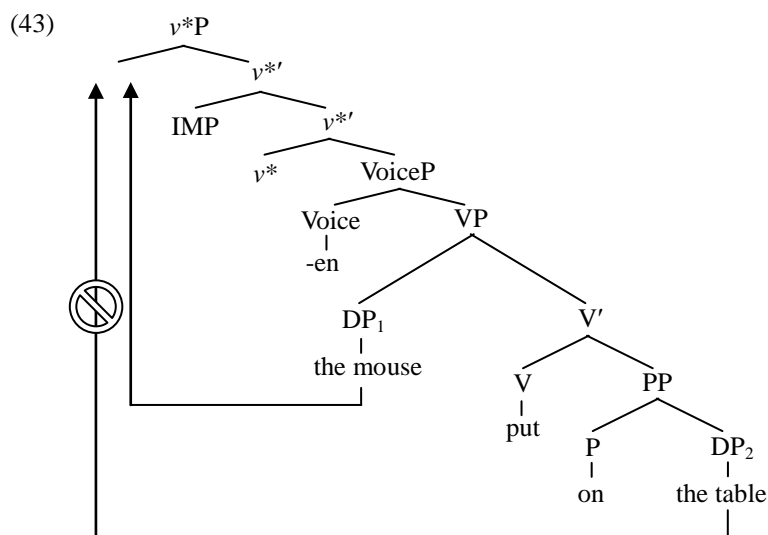 (43)
v*P
v*′
IMP v*′
v* VoiceP
Voice VP
-en
DP₁ V′
the mouse
V PP
put
P DP₂
on the table